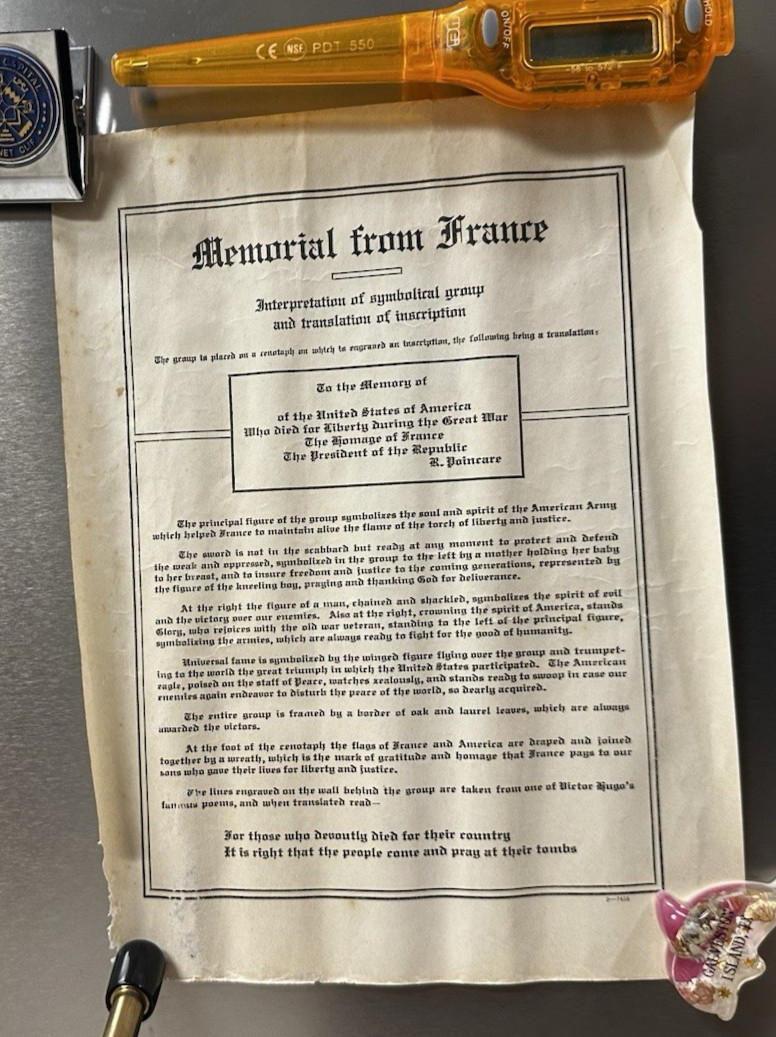 CE NSF PDT 550
ON/OFF
HOLD
-58 to 572°F
Memorial from France
Interpretation of symbolical group
and translation of inscription
The group is placed on a cenotaph on which is engraved an inscription, the following being a translation:
To the Memory of
of the United States of America
Who died for Liberty during the Great War
The Homage of France
The President of the Republic
R. Poincare
The principal figure of the group symbolizes the soul and spirit of the American Army
which helped France to maintain alive the flame of the torch of liberty and justice.
The sword is not in the scabbard but ready at any moment to protect and defend
the weak and oppressed, symbolized in the group to the left by a mother holding her baby
to her breast, and to insure freedom and justice to the coming generations, represented by
the figure of the kneeling boy, praying and thanking God for deliverance.
At the right the figure of a man, chained and shackled, symbolizes the spirit of evil
and the victory over our enemies. Also at the right, crowning the spirit of America, stands
Glory, who rejoices with the old war veteran, standing to the left of the principal figure,
symbolizing the armies, which are always ready to fight for the good of humanity.
Universal fame is symbolized by the winged figure flying over the group and trumpet-
ing to the world the great triumph in which the United States participated. The American
eagle, poised on the staff of Peace, watches zealously, and stands ready to swoop in case our
enemies again endeavor to disturb the peace of the world, so dearly acquired.
The entire group is framed by a border of oak and laurel leaves, which are always
awarded the victors.
At the foot of the cenotaph the flags of France and America are draped and joined
together by a wreath, which is the mark of gratitude and homage that France pays to our
sons who gave their lives for liberty and justice.
The lines engraved on the wall behind the group are taken from one of Victor Hugo's
famous poems, and when translated read—
For those who devoutly died for their country
It is right that the people come and pray at their tombs
GALVESTON
ISLAND, TX